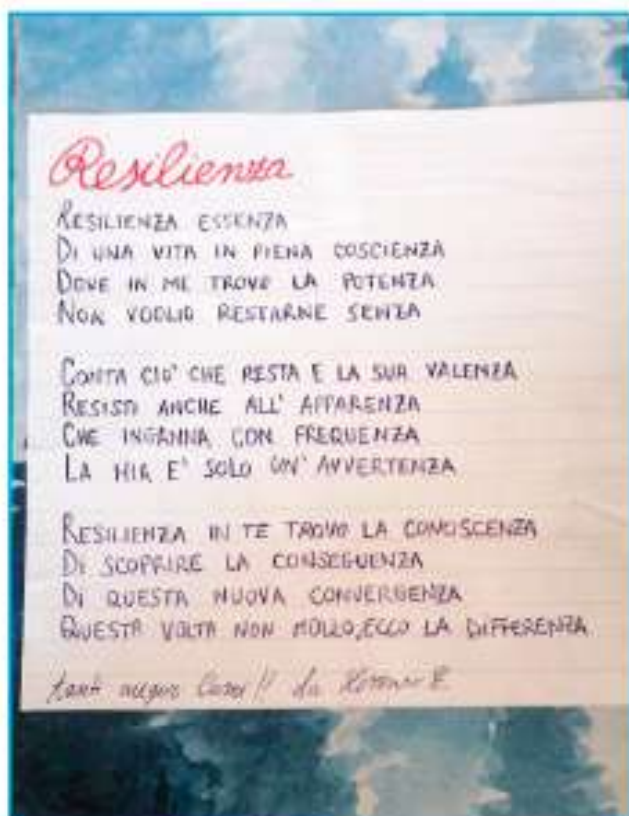 Resilienza
RESILIENZA ESSENZA
DI UNA VITA IN PIENA COSCIENZA
DOVE IN ME TROVO LA POTENZA
NON VOGLIO RESTARNE SENZA
CONTA CIO' CHE RESTA E LA SUA VALENZA
RESISTI ANCHE ALL' APPARENZA
CHE INGANNA CON FREQUENZA
LA MIA E' SOLO UN' AVVERTENZA
RESILIENZA IN TE TROVO LA CONOSCENZA
DI SCOPRIRE LA CONSEGUENZA
DI QUESTA NUOVA CONVERGENZA
QUESTA VOLTA NON MOLLO, ECCO LA DIFFERENZA
tanti auguri !! da